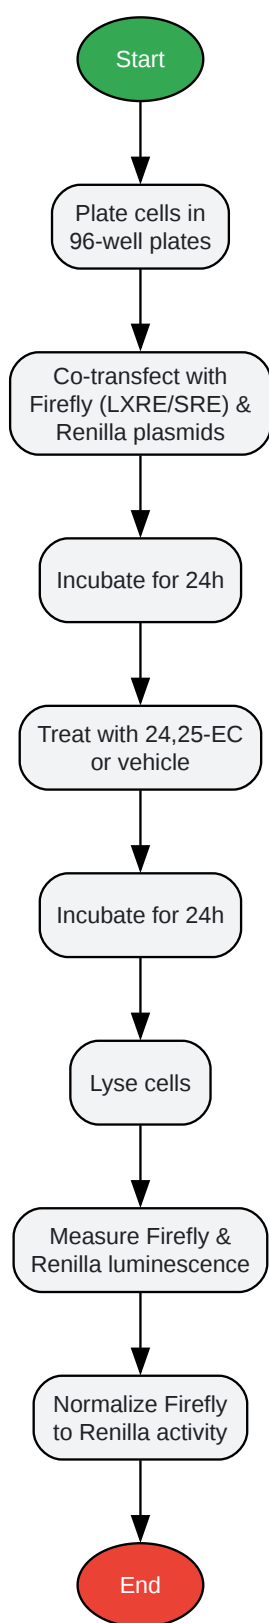 Start
Plate cells in
96-well plates
Co-transfect with
Firefly (LXRE/SRE) &
Renilla plasmids
Incubate for 24h
Treat with 24,25-EC
or vehicle
Incubate for 24h
Lyse cells
Measure Firefly &
Renilla luminescence
Normalize Firefly
to Renilla activity
End